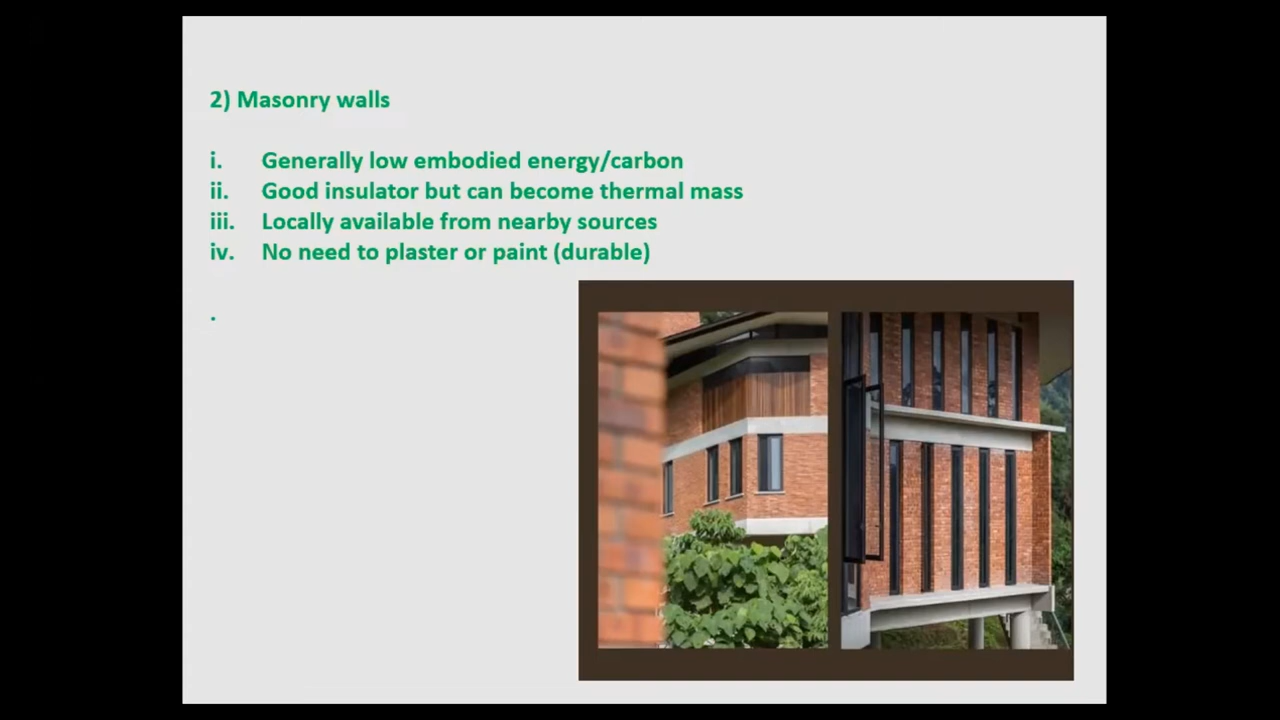 2) Masonry walls
i. Generally low embodied energy/carbon
ii. Good insulator but can become thermal mass
iii. Locally available from nearby sources
iv. No need to plaster or paint (durable)
.